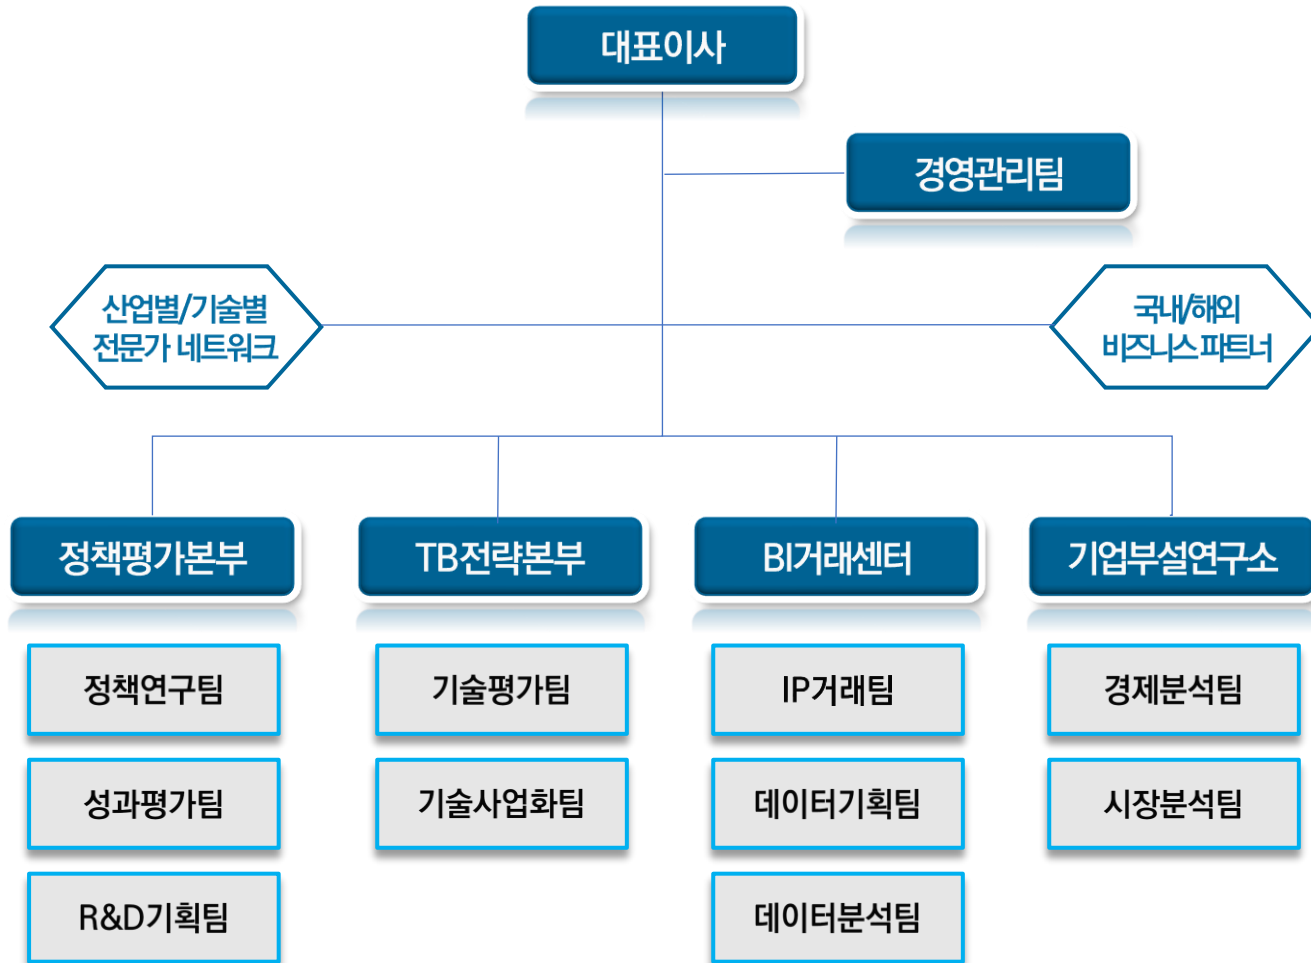 대표이사
경영관리팀
산업별/기술별
전문가 네트워크
국내/해외
비즈니스 파트너
정책평가본부
TB전략본부
BI거래센터
기업부설연구소
정책연구팀
기술평가팀
IP거래팀
경제분석팀
성과평가팀
기술사업화팀
데이터기획팀
시장분석팀
R&D기획팀
데이터분석팀